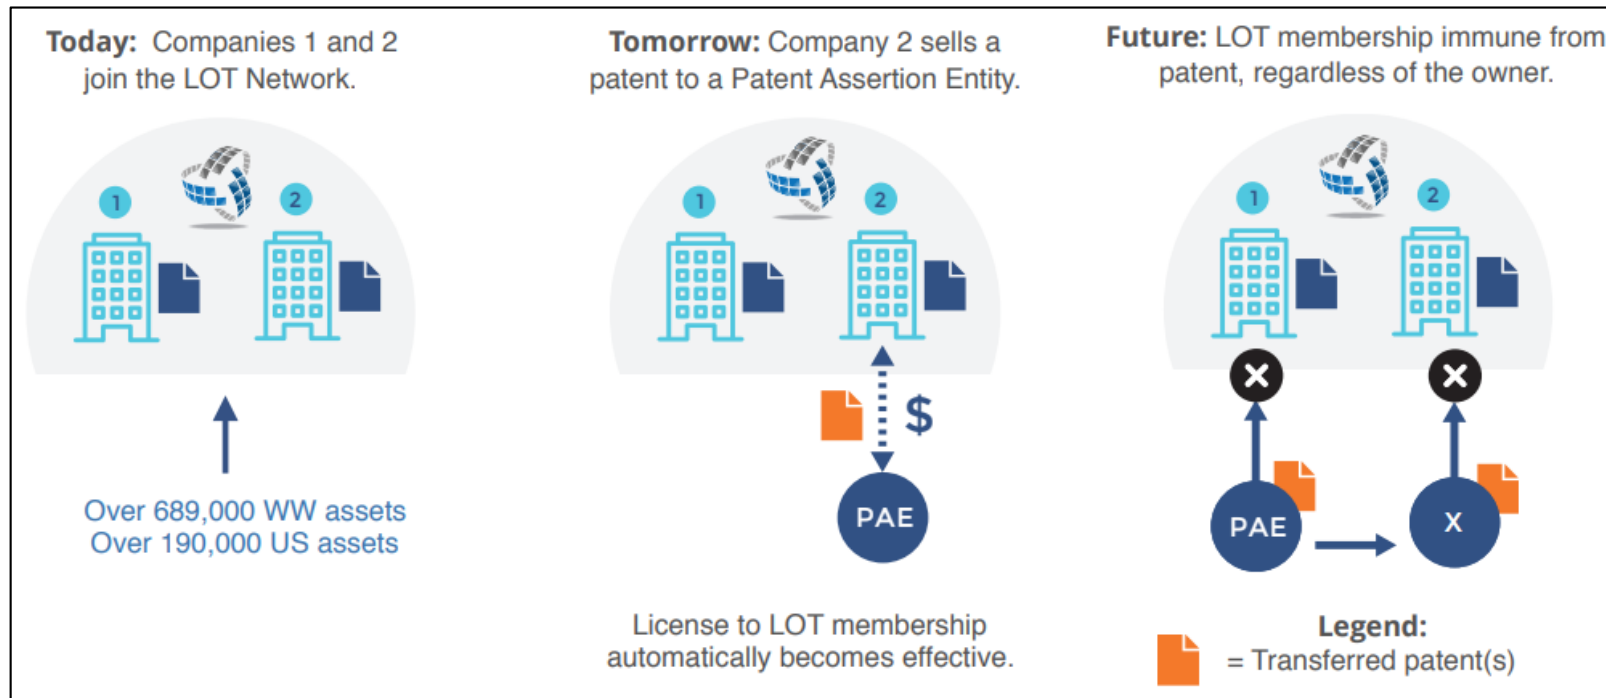 Today: Companies 1 and 2
join the LOT Network.
1
2
Over 689,000 WW assets
Over 190,000 US assets
Tomorrow: Company 2 sells a
patent to a Patent Assertion Entity.
1
2
$
PAE
License to LOT membership
automatically becomes effective.
Future: LOT membership immune from
patent, regardless of the owner.
1
2
PAE
X
Legend:
= Transferred patent(s)